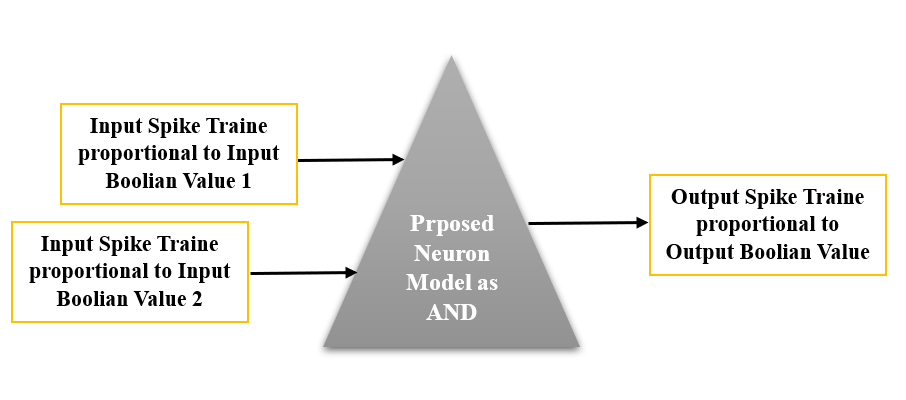 Input Spike Traine
proportional to Input
Boolian Value 1
Input Spike Traine
proportional to Input
Boolian Value 2
Prposed
Neuron
Model as
AND
Output Spike Traine
proportional to
Output Boolian Value